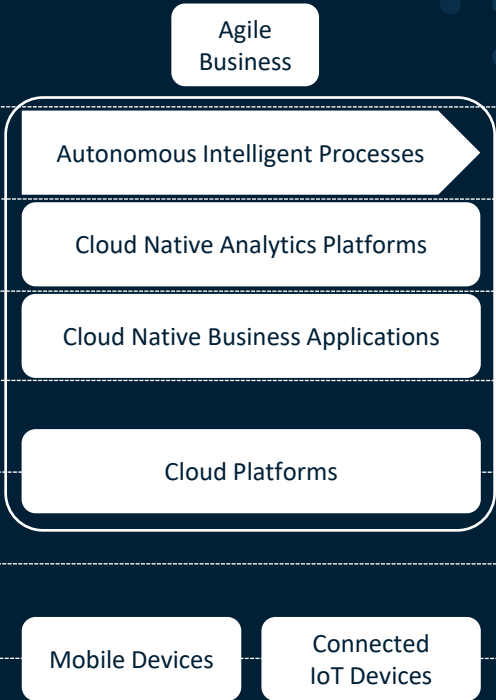 Agile
Business
Autonomous Intelligent Processes
Cloud Native Analytics Platforms
Cloud Native Business Applications
Cloud Platforms
Mobile Devices
Connected
IoT Devices